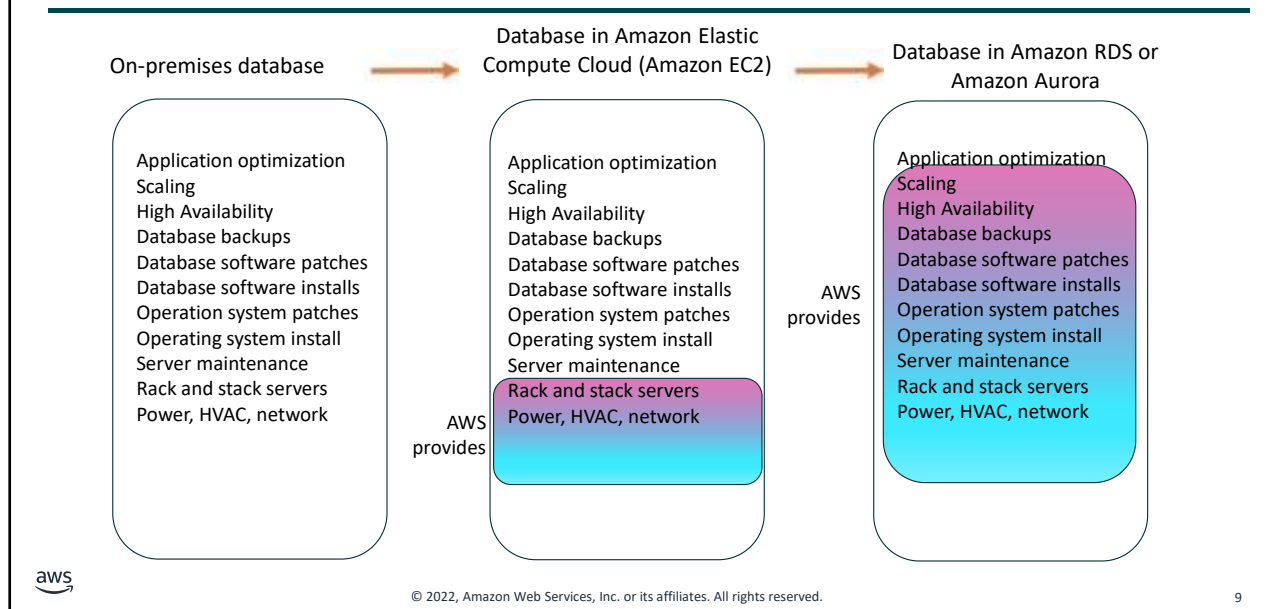 On-premises database
Database in Amazon Elastic
Compute Cloud (Amazon EC2)
Database in Amazon RDS or
Amazon Aurora
Application optimization
Scaling
High Availability
Database backups
Database software patches
Database software installs
Operation system patches
Operating system install
Server maintenance
Rack and stack servers
Power, HVAC, network
AWS
provides
Application optimization
Scaling
High Availability
Database backups
Database software patches
Database software installs
Operation system patches
Operating system install
Server maintenance
Rack and stack servers
Power, HVAC, network
AWS
provides
Application optimization
Scaling
High Availability
Database backups
Database software patches
Database software installs
Operation system patches
Operating system install
Server maintenance
Rack and stack servers
Power, HVAC, network
aws
© 2022, Amazon Web Services, Inc. or its affiliates. All rights reserved.
9